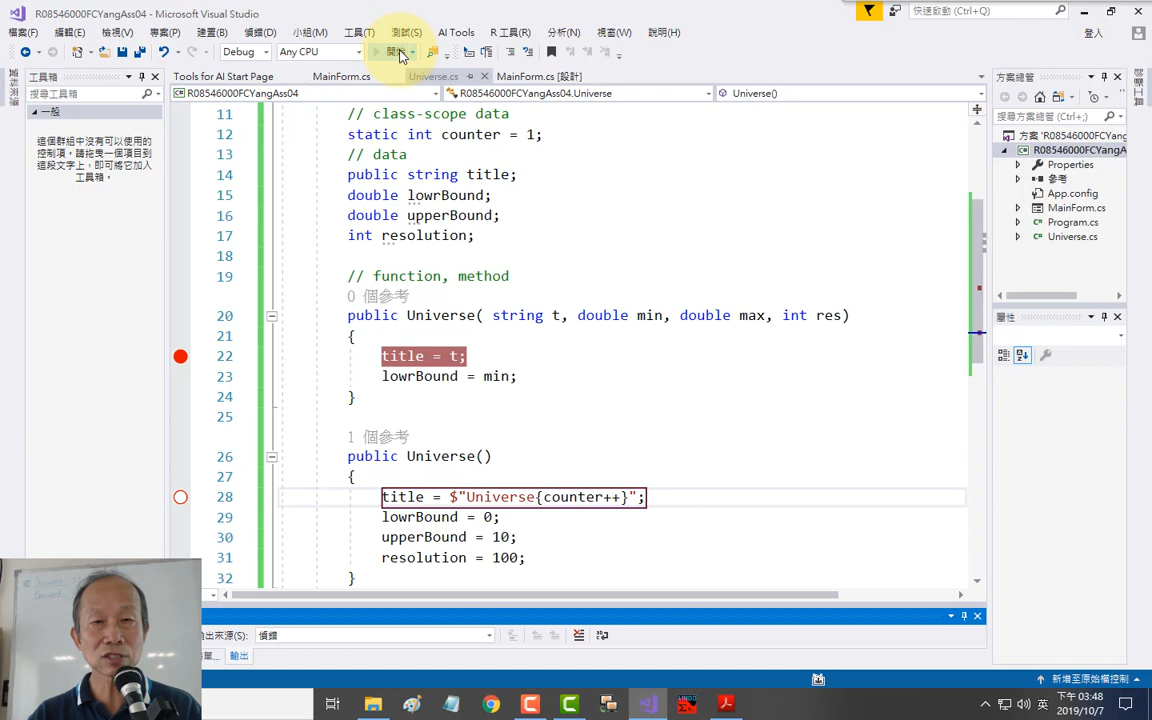 R08546000FCYangAss04 - Microsoft Visual Studio
快速啟動 (Ctrl+Q)
檔案(F) 編輯(E) 檢視(V) 專案(P) 建置(B) 偵錯(D) 小組(M) 工具(T) 測試(S) AI Tools R 工具(R) 分析(N) 視窗(W) 說明(H)
登入
Debug Any CPU
工具箱
搜尋工具箱
一般
這個群組中沒有可以使用的
控制項。請拖曳一個項目到
這段文字上，即可將它加入
工具箱。
Tools for AI Start Page MainForm.cs Universe.cs MainForm.cs [設計]
R08546000FCYangAss04 R08546000FCYangAss04.Universe Universe()
11 // class-scope data
12 static int counter = 1;
13 // data
14 public string title;
15 double lowrBound;
16 double upperBound;
17 int resolution;
18
19 // function, method
0 個參考
20 public Universe( string t, double min, double max, int res)
21 {
22 title = t;
23 lowrBound = min;
24 }
25
1 個參考
26 public Universe()
27 {
28 title = $"Universe{counter++}";
29 lowrBound = 0;
30 upperBound = 10;
31 resolution = 100;
32 }
方案總管
搜尋方案總管 (Ctrl+;)
方案 'R08546000FCYangA
R08546000FCYangA
Properties
參考
App.config
MainForm.cs
Program.cs
Universe.cs
屬性
出來源(S): 偵錯
輸出
新增至原始檔控制
英
下午 03:48
2019/10/7